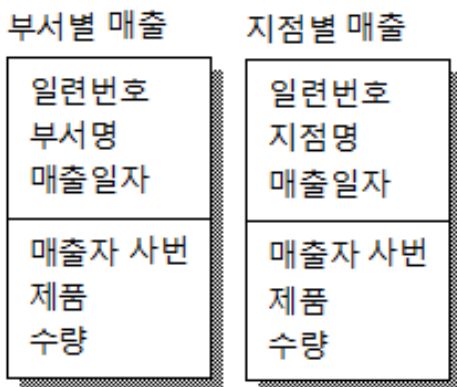 부서별 매출
일련번호
부서명
매출일자
매출자 사번
제품
수량
지점별 매출
일련번호
지점명
매출일자
매출자 사번
제품
수량